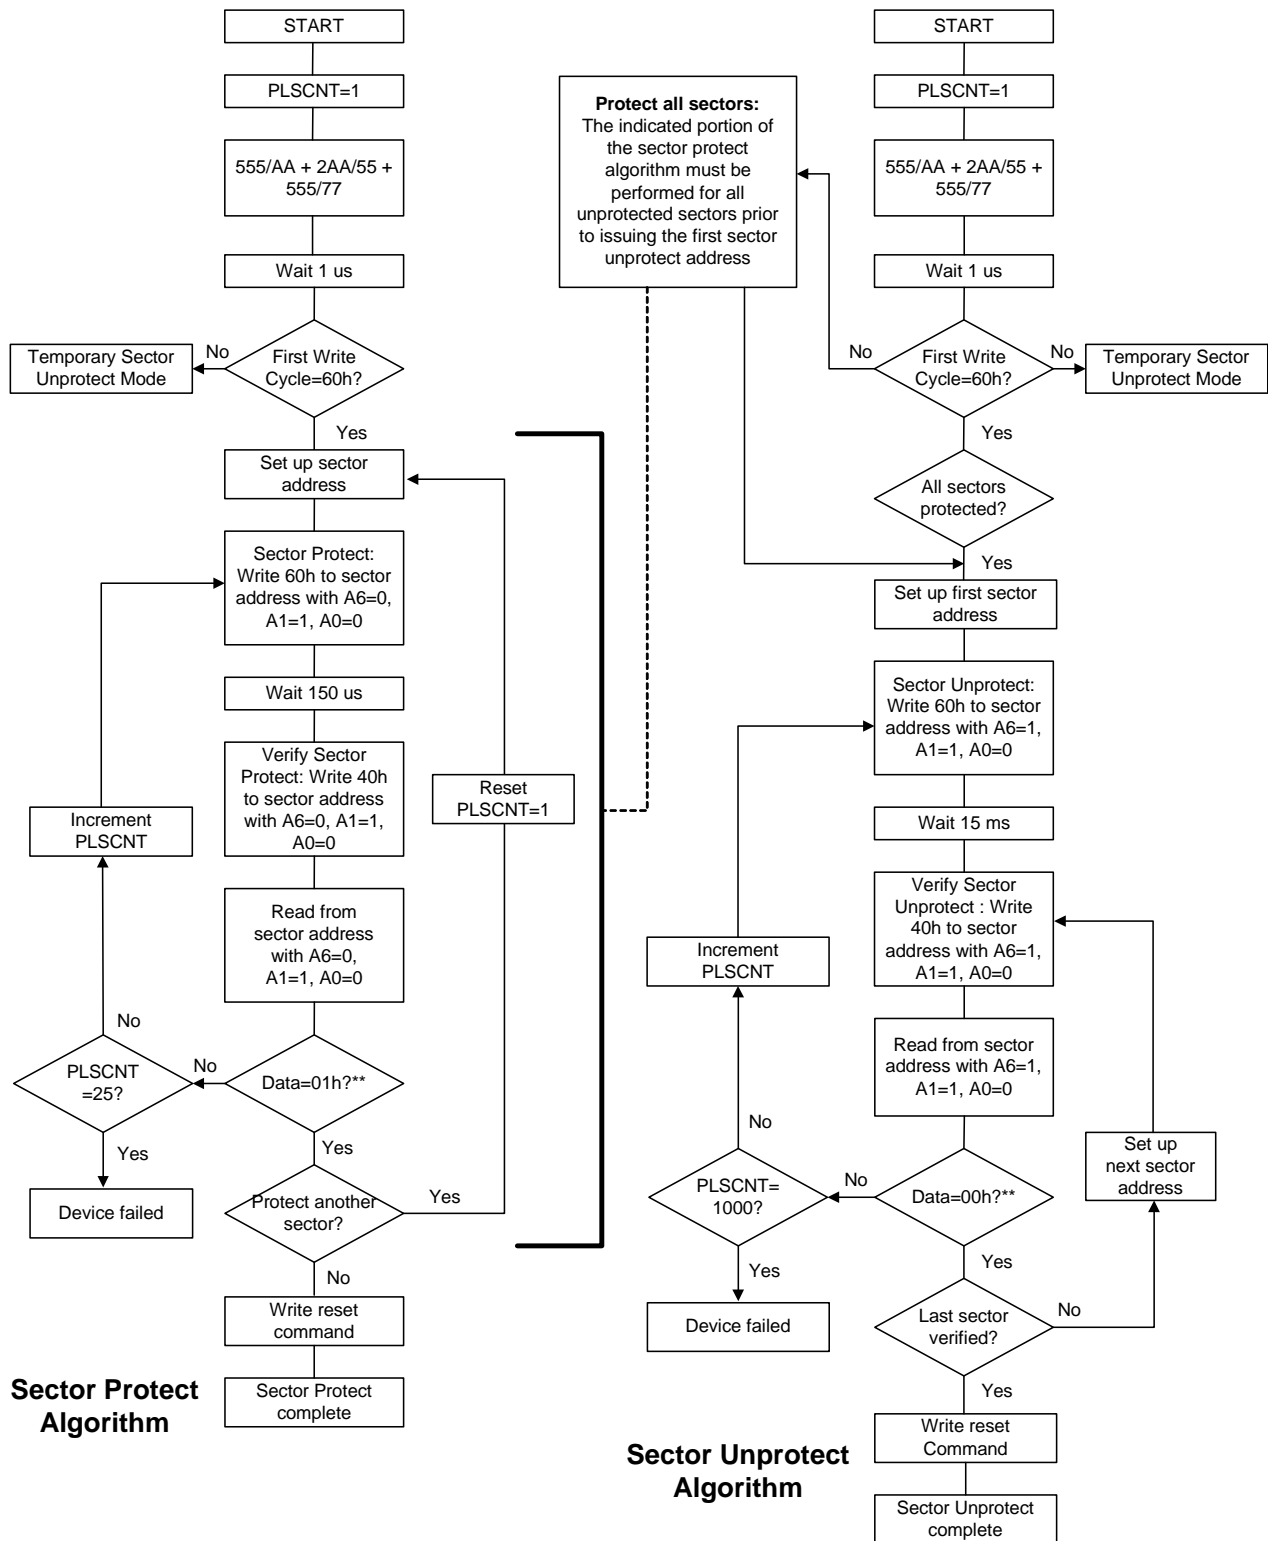 START
PLSCNT=1
555/AA + 2AA/55 +
555/77
Wait 1 us
First Write
Cycle=60h?
No
Temporary Sector
Unprotect Mode
Yes
Set up sector
address
Sector Protect:
Write 60h to sector
address with A6=0,
A1=1, A0=0
Wait 150 us
Verify Sector
Protect: Write 40h
to sector address
with A6=0, A1=1,
A0=0
Reset
PLSCNT=1
Increment
PLSCNT
Read from
sector address
with A6=0,
A1=1, A0=0
No
PLSCNT
=25?
No
Data=01h?**
Yes
Yes
Device failed
Protect another
sector?
Yes
No
Write reset
command
Sector Protect
complete
Sector Protect
Algorithm
Protect all sectors:
The indicated portion of
the sector protect
algorithm must be
performed for all
unprotected sectors prior
to issuing the first sector
unprotect address
START
PLSCNT=1
555/AA + 2AA/55 +
555/77
Wait 1 us
No
First Write
Cycle=60h?
No
Temporary Sector
Unprotect Mode
Yes
All sectors
protected?
Yes
Set up first sector
address
Sector Unprotect:
Write 60h to sector
address with A6=1,
A1=1, A0=0
Wait 15 ms
Verify Sector
Unprotect : Write
40h to sector
address with A6=1,
A1=1, A0=0
Increment
PLSCNT
Read from sector
address with A6=1,
A1=1, A0=0
No
PLSCNT=
1000?
No
Data=00h?**
Set up
next sector
address
Yes
Yes
Device failed
Last sector
verified?
No
Yes
Write reset
Command
Sector Unprotect
complete
Sector Unprotect
Algorithm